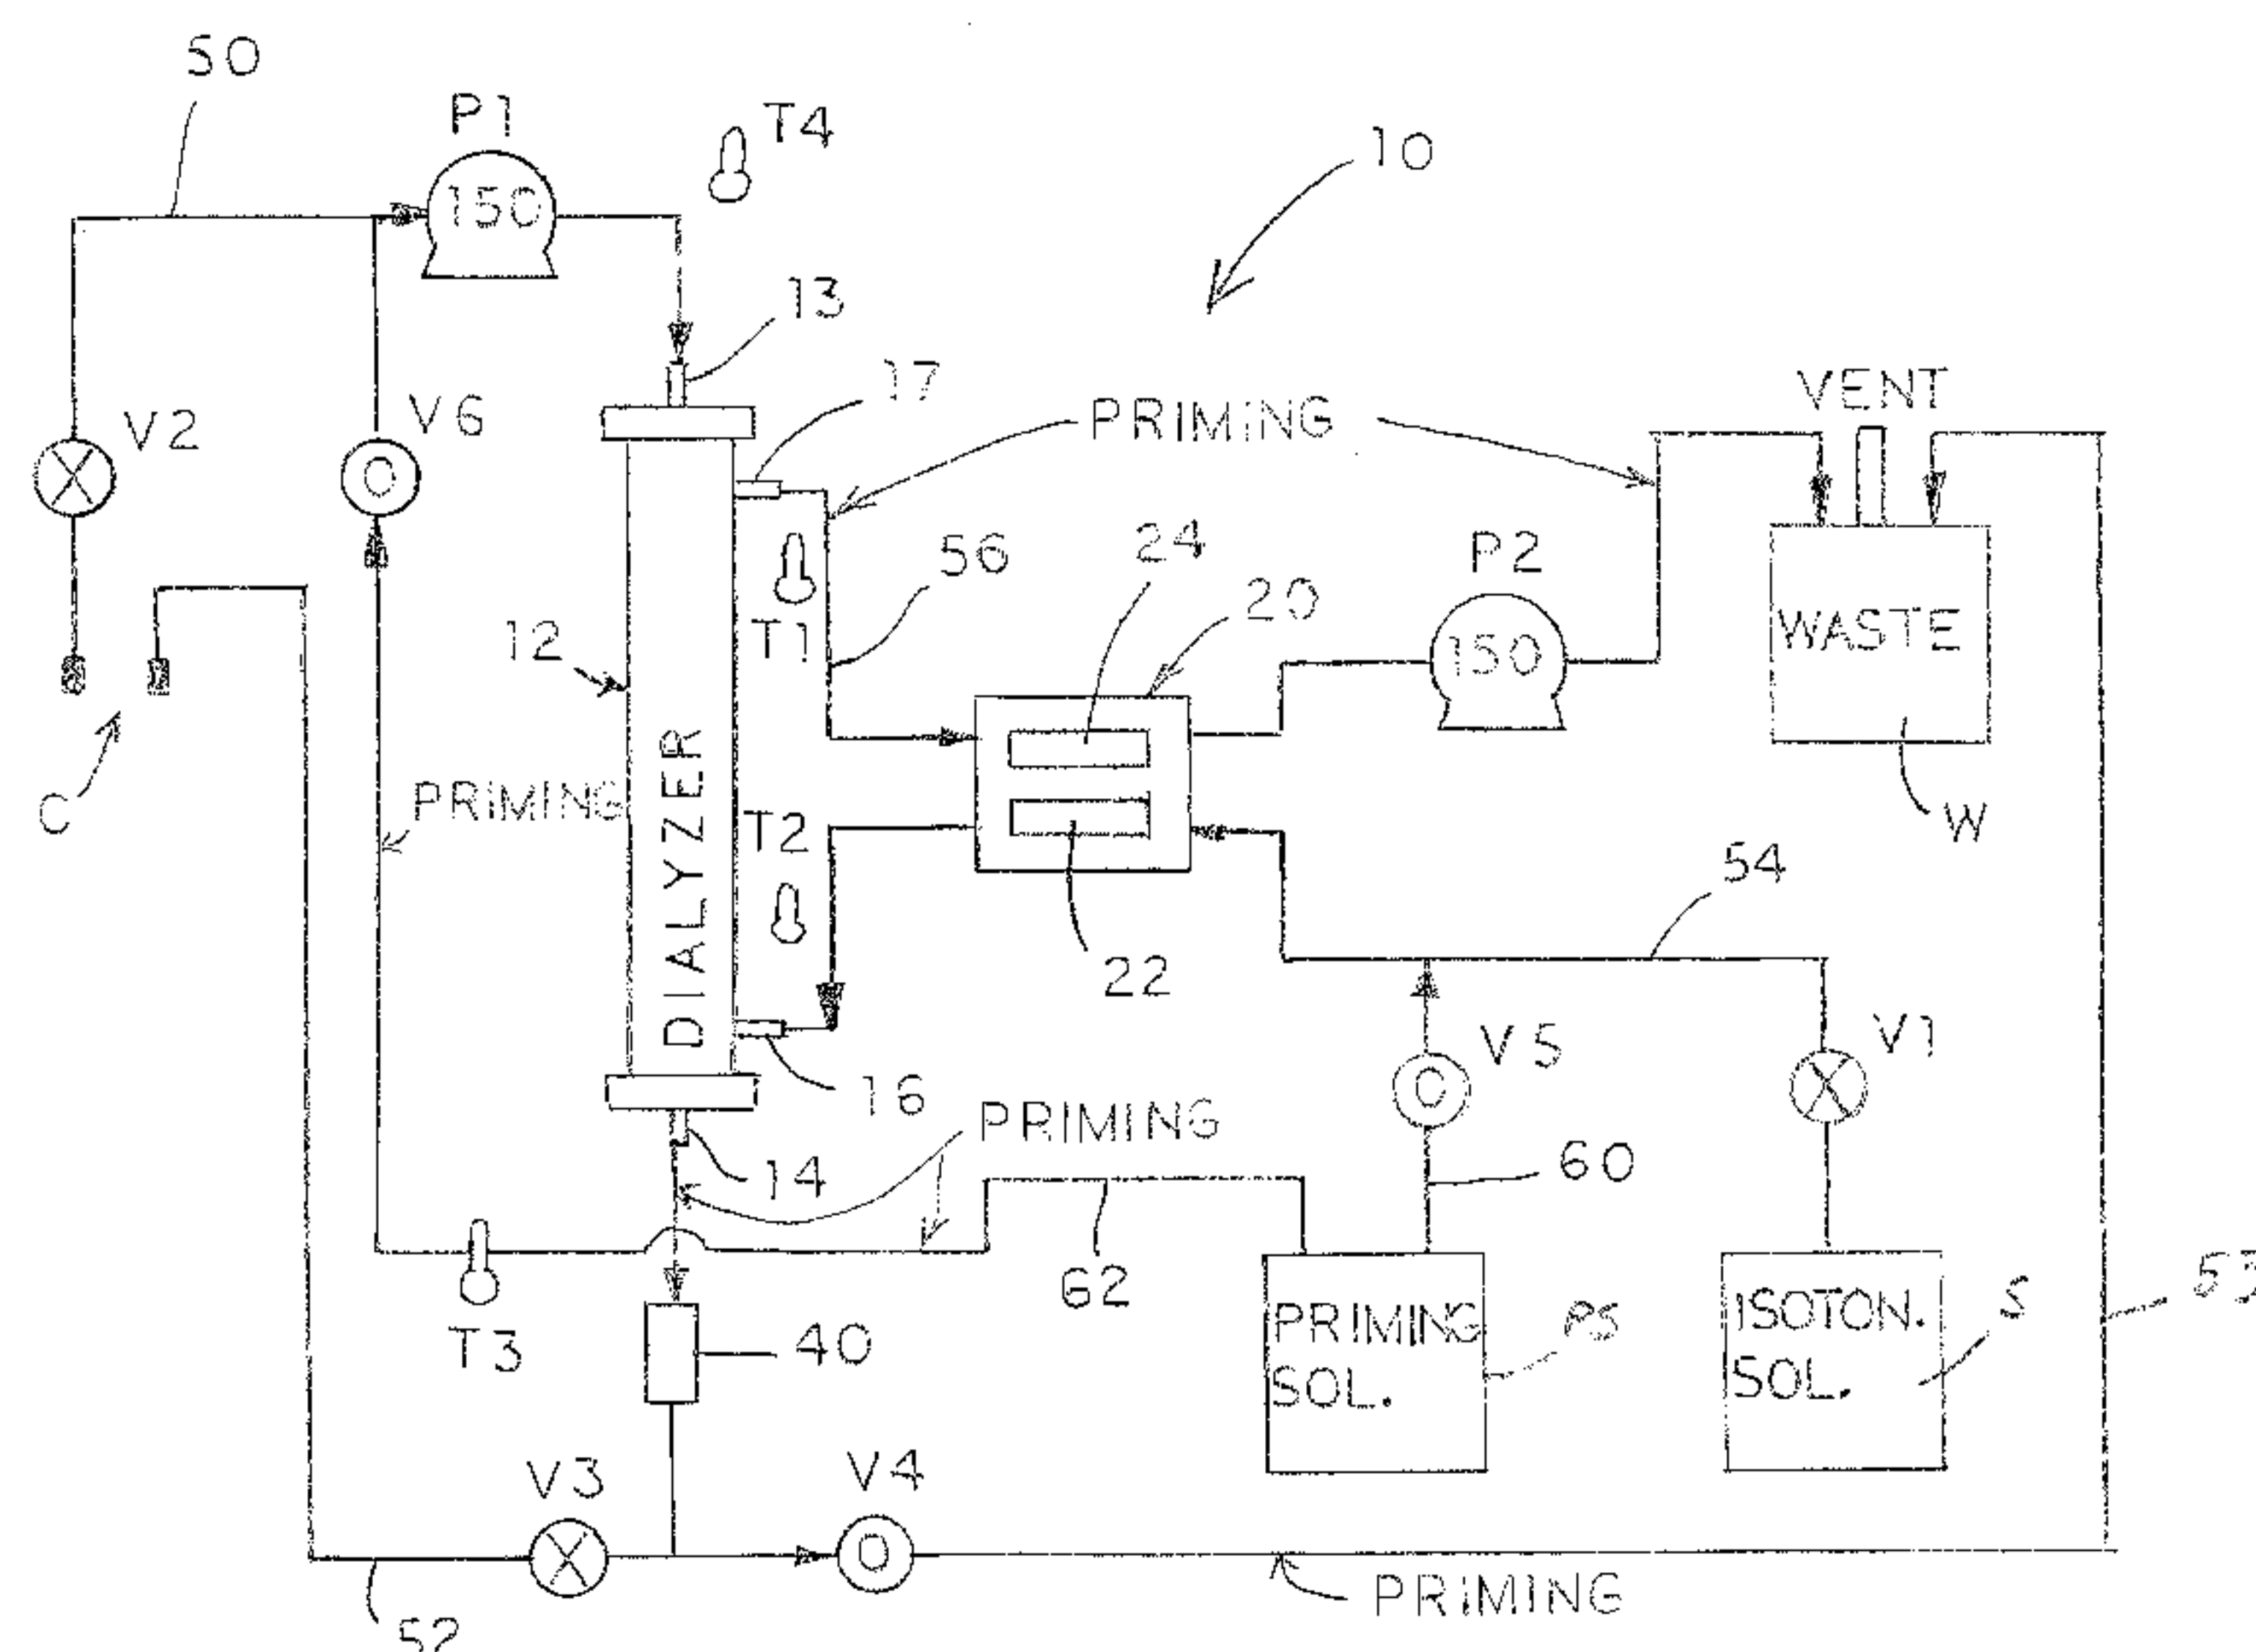 50
P1
T4
150
10
13
17
VENT
V2
V6
PRIMING
24
P2
56
20
WASTE
12
T1
150
C
PRIMING
DIALYZER
T2
W
54
22
V5
V1
16
PRIMING
14
60
62
53
PRIMING
SOL.
PS
ISOTON.
SOL.
S
T3
40
V3
V4
PRIMING
52